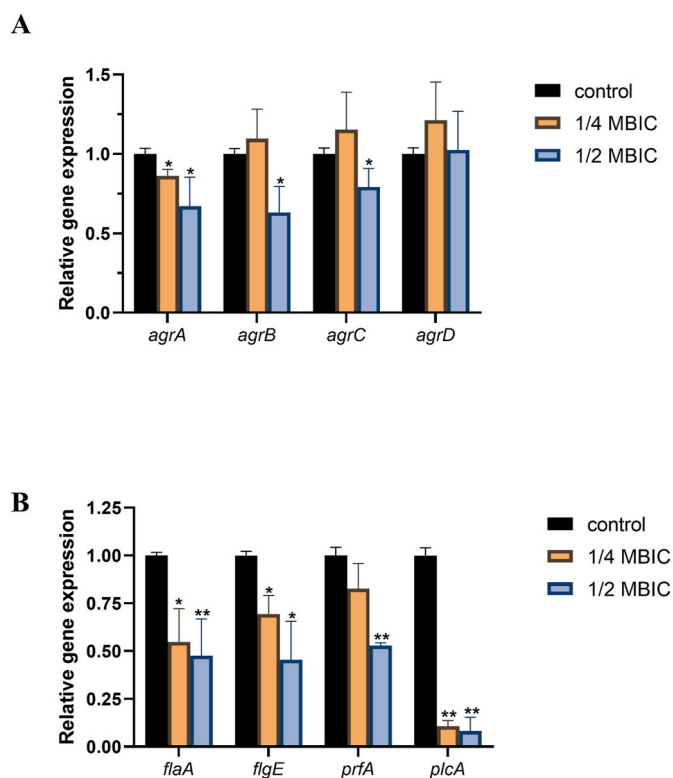 A
Relative gene expression
1.5
1.0
0.5
0.0
* * * *
agrA agrB agrC agrD
control
1/4 MBIC
1/2 MBIC
B
Relative gene expression
1.25
1.00
0.75
0.50
0.25
0.00
* ** * * ** ** **
flaA flgE prfA plcA
control
1/4 MBIC
1/2 MBIC